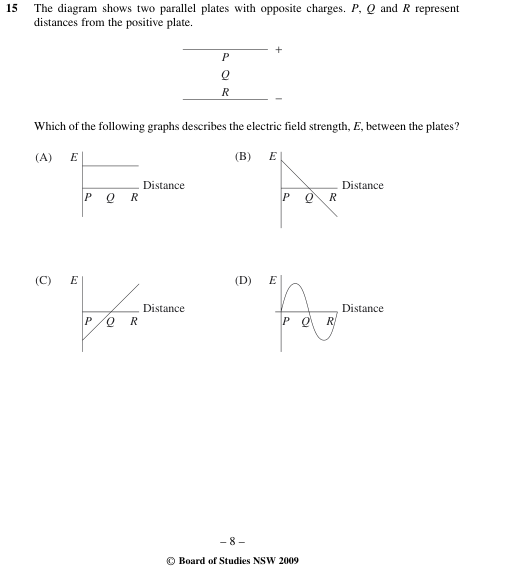 15 The diagram shows two parallel plates with opposite charges. P, Q and R represent
distances from the positive plate.
+
P
Q
R
–
Which of the following graphs describes the electric field strength, E, between the plates?
(A) E
Distance
P Q R
(B) E
Distance
P Q R
(C) E
Distance
P Q R
(D) E
Distance
P Q R
– 8 –
© Board of Studies NSW 2009